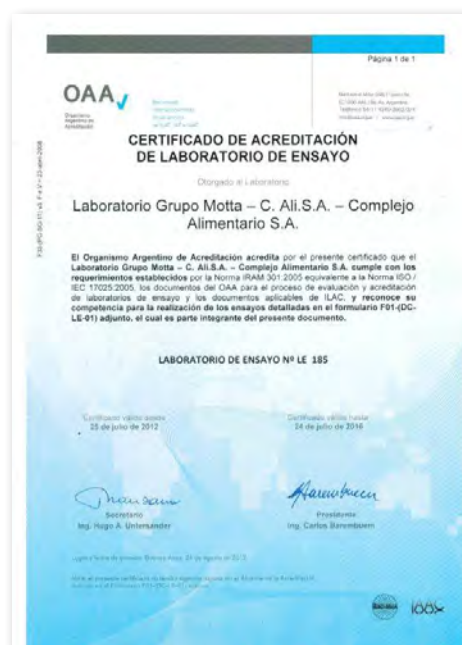 Página 1 de 1
OAA
Organismo
Argentino de
Acreditación
CERTIFICADO DE ACREDITACIÓN
DE LABORATORIO DE ENSAYO
Otorgado al Laboratorio
Laboratorio Grupo Motta – C. Ali.S.A. – Complejo
Alimentario S.A.
El Organismo Argentino de Acreditación acredita por el presente certificado que el
Laboratorio Grupo Motta – C. Ali.S.A. – Complejo Alimentario S.A. cumple con los
requerimientos establecidos por la Norma IRAM 301:2005 equivalente a la Norma ISO /
IEC 17025:2005, los documentos del OAA para el proceso de evaluación y acreditación
de laboratorios de ensayo y los documentos aplicables de ILAC, y reconoce su
competencia para la realización de los ensayos detalladas en el formulario F01-(DC-
LE-01) adjunto, el cual es parte integrante del presente documento.
LABORATORIO DE ENSAYO Nº LE 185
Certificado válido desde
25 de julio de 2012
Certificado válido hasta
24 de julio de 2016
Secretario
Ing. Hugo A. Untersander
Presidente
Ing. Carlos Barembuem